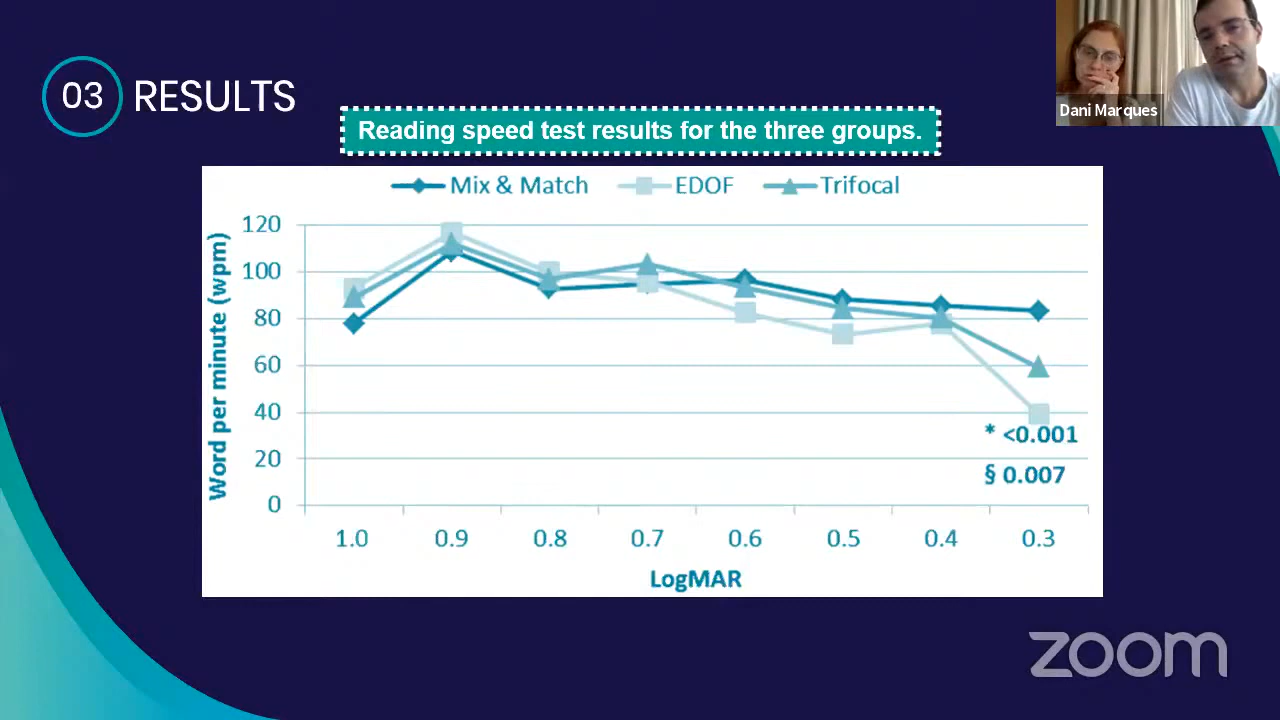 03 RESULTS
Dani Marques
Reading speed test results for the three groups.
Mix & Match EDOF Trifocal
Word per minute (wpm)
120
100
80
60
40
20
0
* <0.001
§ 0.007
1.0 0.9 0.8 0.7 0.6 0.5 0.4 0.3
LogMAR
zoom